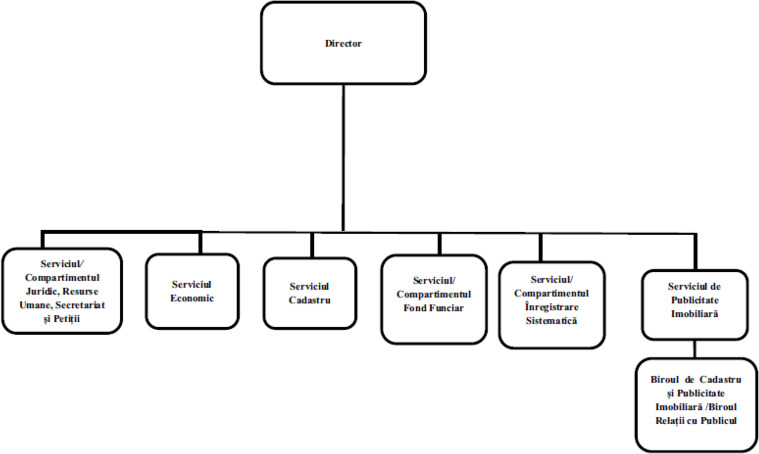 Director
Serviciul/
Compartimentul
Juridic, Resurse
Umane, Secretariat
și Petiții
Serviciul
Economic
Serviciul
Cadastru
Serviciul/
Compartimentul
Fond Funciar
Serviciul/
Compartimentul
Înregistrare
Sistematică
Serviciul de
Publicitate
Imobiliară
Biroul de Cadastru
și Publicitate
Imobiliară /Biroul
Relații cu Publicul